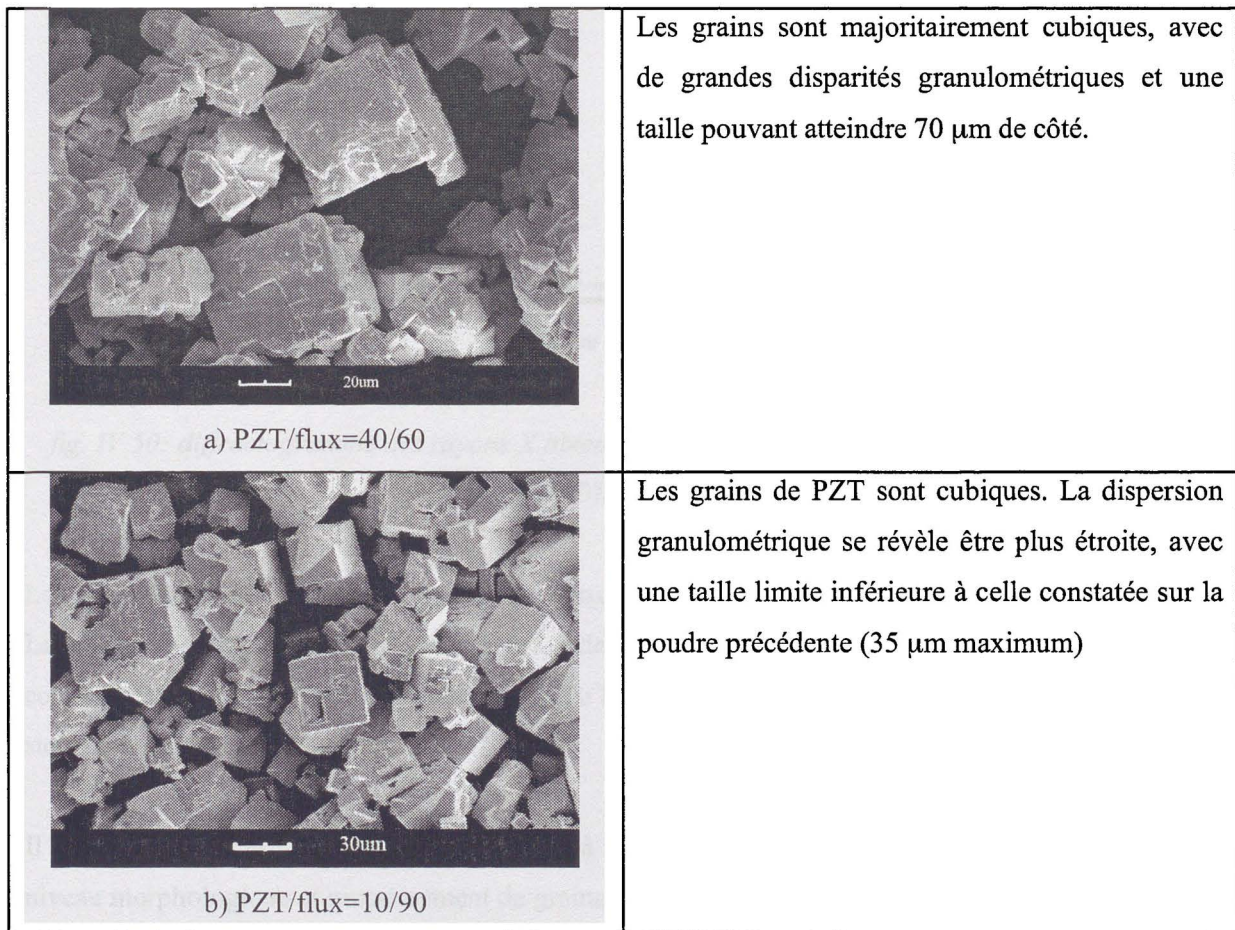 Les grains sont majoritairement cubiques, avec
de grandes disparités granulométriques et une
taille pouvant atteindre 70 µm de côté.
20um
a) PZT/flux=40/60
Les grains de PZT sont cubiques. La dispersion
granulométrique se révèle être plus étroite, avec
une taille limite inférieure à celle constatée sur la
poudre précédente (35 µm maximum)
30um
b) PZT/flux=10/90